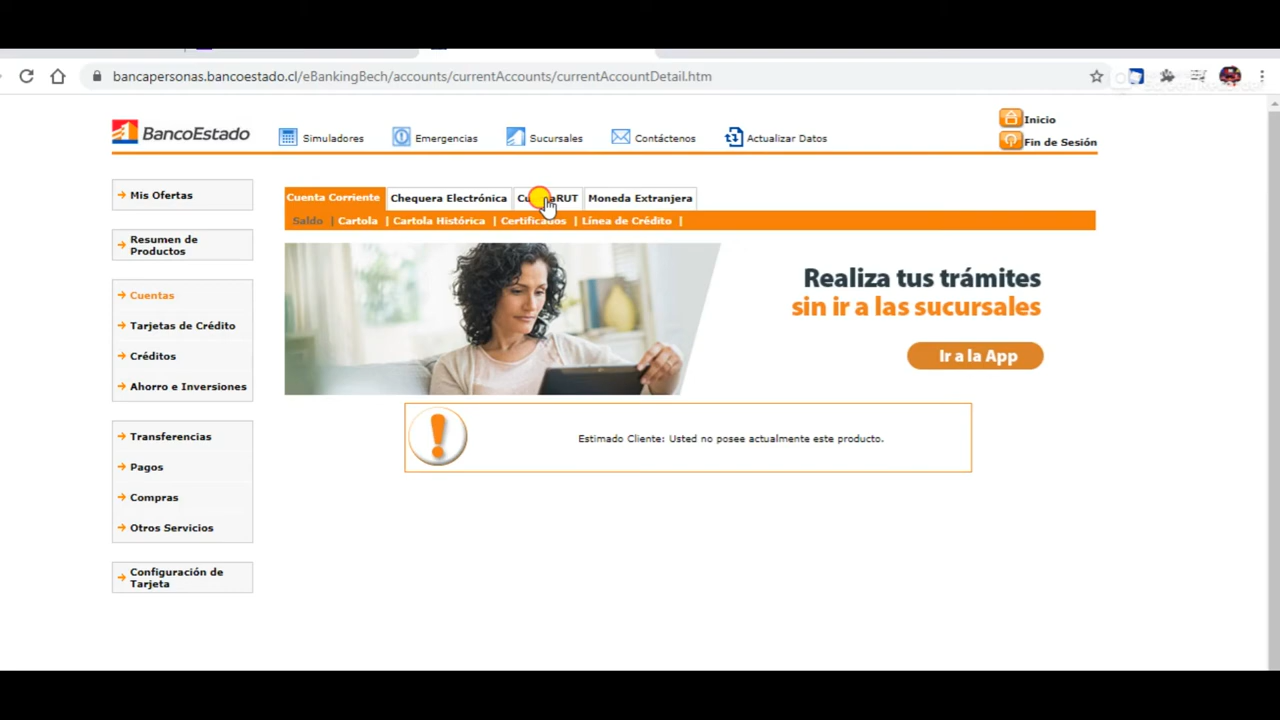 bancapersonas.bancoestado.cl/eBankingBech/accounts/currentAccounts/currentAccountDetail.htm
BancoEstado
Simuladores
Emergencias
Sucursales
Contáctenos
Actualizar Datos
Inicio
Fin de Sesión
Mis Ofertas
Resumen de
Productos
Cuentas
Tarjetas de Crédito
Créditos
Ahorro e Inversiones
Transferencias
Pagos
Compras
Otros Servicios
Configuración de
Tarjeta
Cuenta Corriente Chequera Electrónica Moneda Extranjera
Saldo | Cartola | Cartola Histórica | Certificados | Línea de Crédito |
Realiza tus trámites
sin ir a las sucursales
Ir a la App
Estimado Cliente: Usted no posee actualmente este producto.